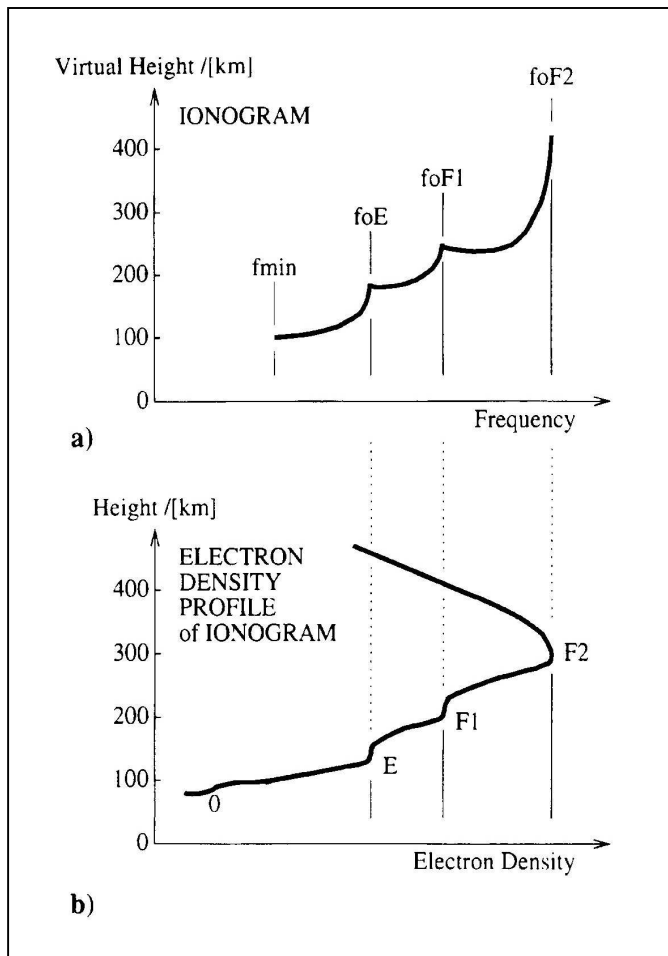 Virtual Height /[km]
IONOGRAM
foF2
foF1
foE
fmin
400
300
200
100
0
Frequency
a)
Height /[km]
ELECTRON
DENSITY
PROFILE
of IONOGRAM
400
300
200
100
0
F2
F1
E
0
Electron Density
b)